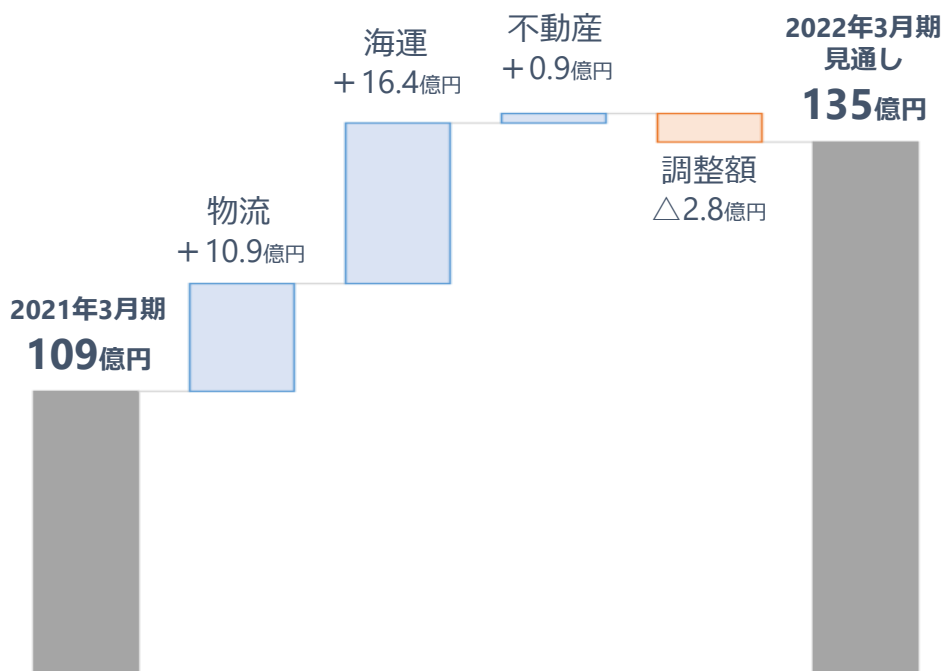 2021年3月期
109億円
物流
＋10.9億円
海運
＋16.4億円
不動産
＋0.9億円
調整額
△2.8億円
2022年3月期
見通し
135億円